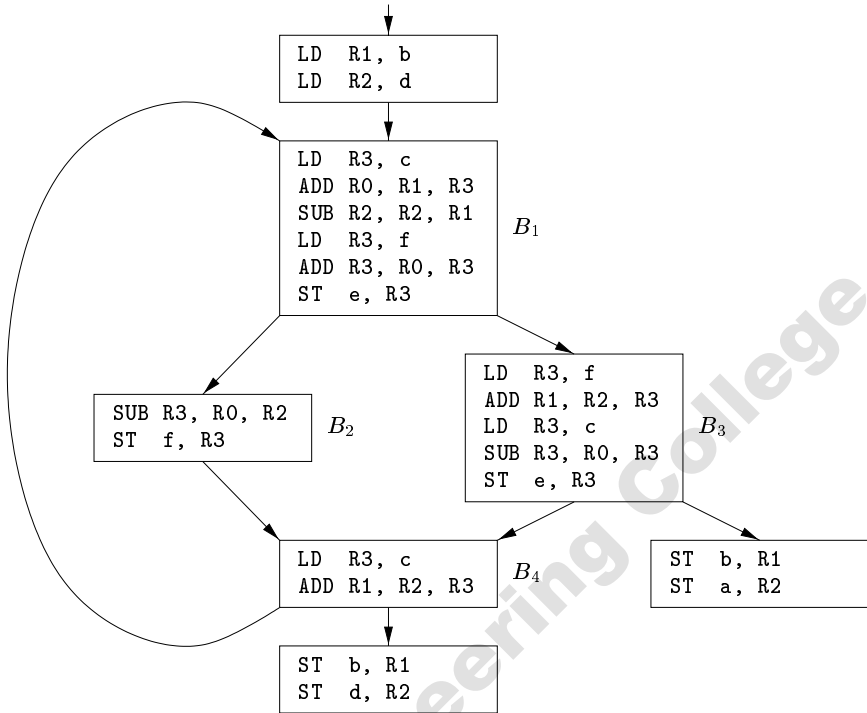 LD R1, b
LD R2, d
LD R3, c
ADD R0, R1, R3
SUB R2, R2, R1
LD R3, f
ADD R3, R0, R3
ST e, R3
B1
SUB R3, R0, R2
ST f, R3
B2
LD R3, f
ADD R1, R2, R3
LD R3, c
SUB R3, R0, R3
ST e, R3
B3
LD R3, c
ADD R1, R2, R3
B4
ST b, R1
ST a, R2
ST b, R1
ST d, R2
eering College